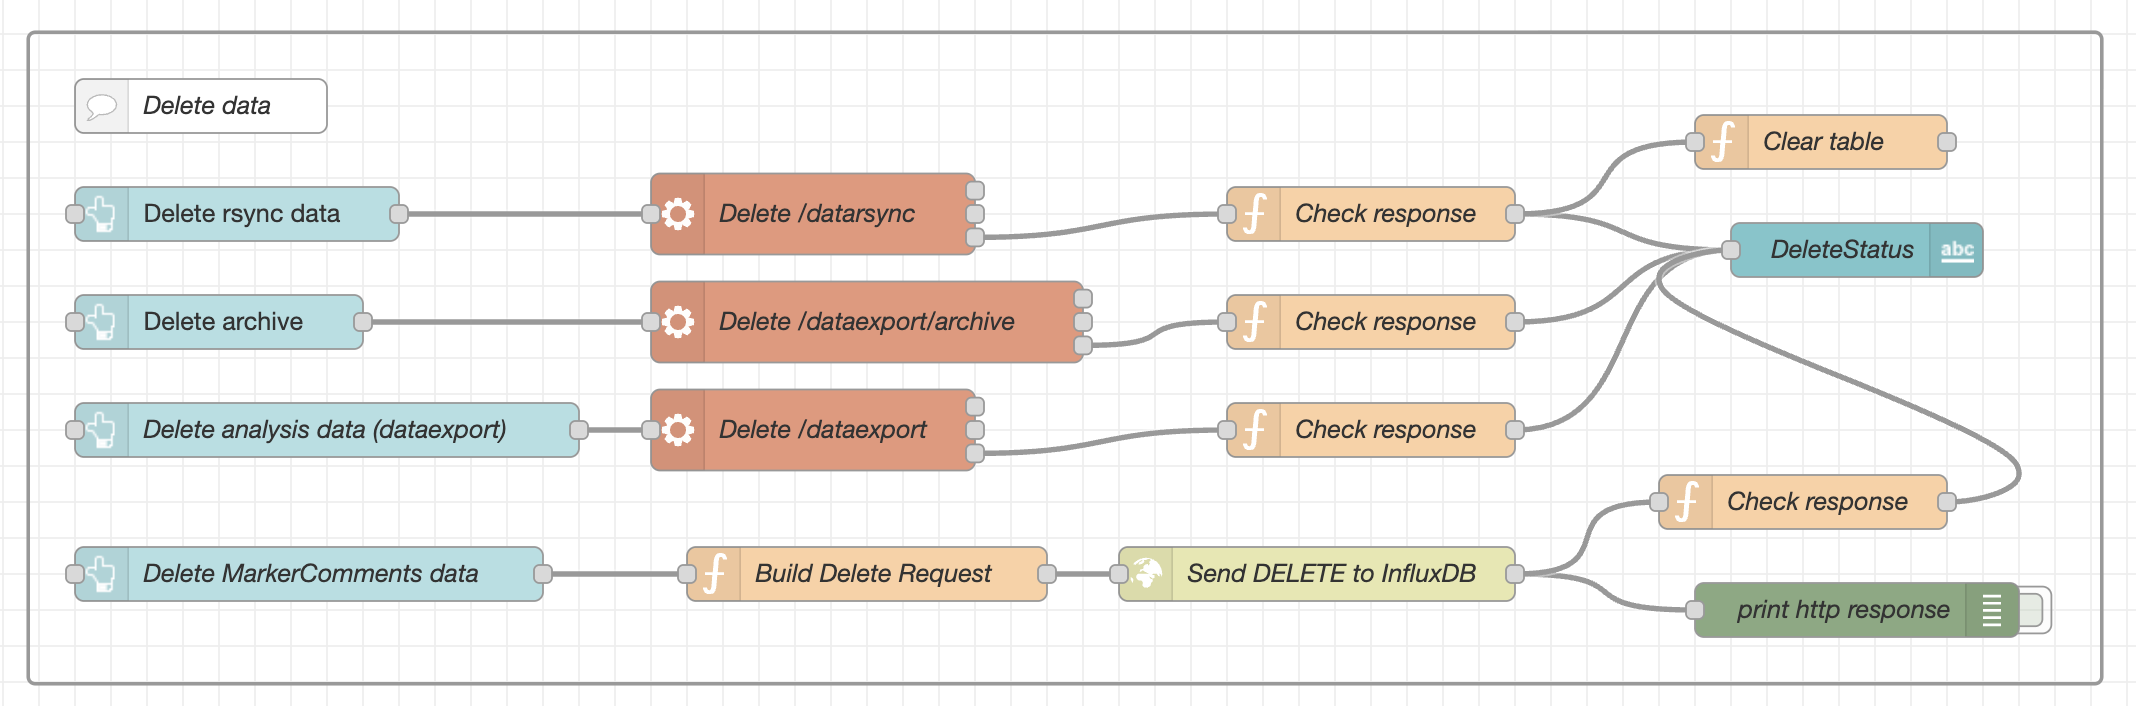 Delete data
Clear table
Delete rsync data
Delete /datarsync
Check response
DeleteStatus
abc
Delete archive
Delete /dataexport/archive
Check response
Delete analysis data (dataexport)
Delete /dataexport
Check response
Check response
Delete MarkerComments data
Build Delete Request
Send DELETE to InfluxDB
print http response